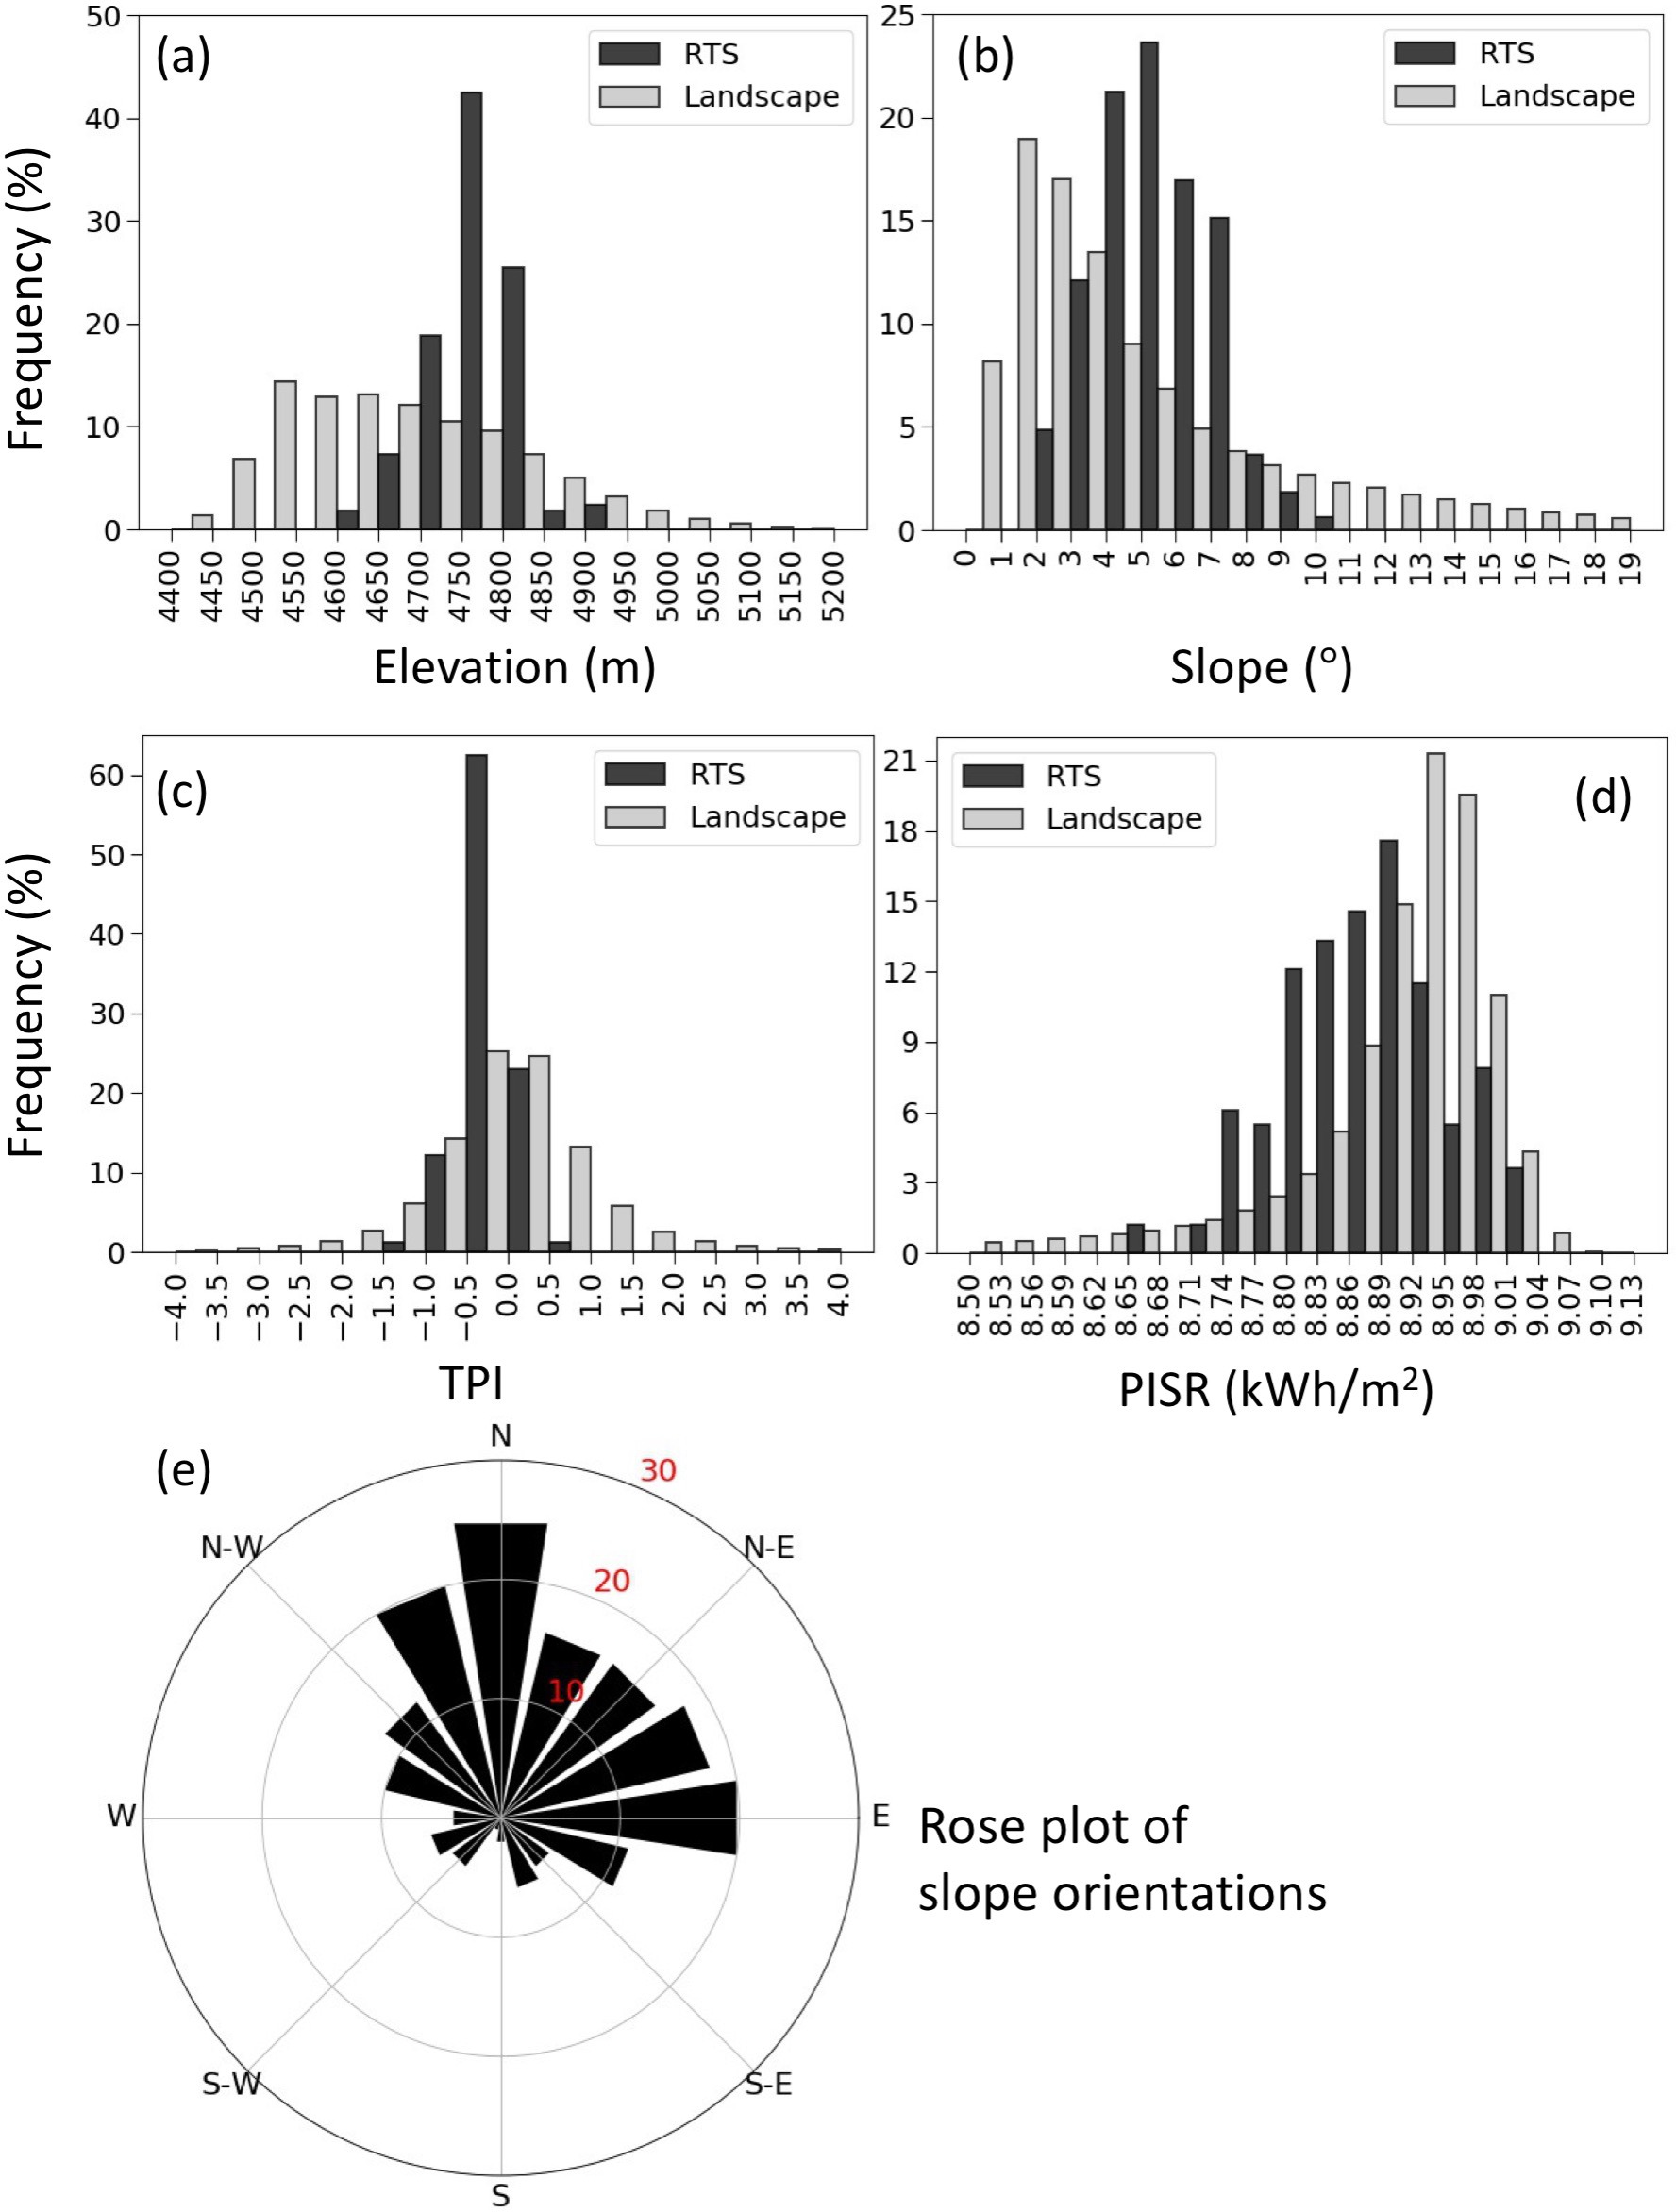 (a)
RTS
Landscape
Frequency (%)
50
40
30
20
10
0
4400 4450 4500 4550 4600 4650 4700 4750 4800 4850 4900 4950 5000 5050 5100 5150 5200
Elevation (m)
(b)
RTS
Landscape
25
20
15
10
5
0
0 1 2 3 4 5 6 7 8 9 10 11 12 13 14 15 16 17 18 19
Slope (°)
(c)
RTS
Landscape
Frequency (%)
60
50
40
30
20
10
0
−4.0 −3.5 −3.0 −2.5 −2.0 −1.5 −1.0 −0.5 0.0 0.5 1.0 1.5 2.0 2.5 3.0 3.5 4.0
TPI
RTS
Landscape
(d)
21
18
15
12
9
6
3
0
8.50 8.53 8.56 8.59 8.62 8.65 8.68 8.71 8.74 8.77 8.80 8.83 8.86 8.89 8.92 8.95 8.98 9.01 9.04 9.07 9.10 9.13
PISR (kWh/m²)
(e)
N
30
N-W
N-E
20
10
W
E
S-W
S-E
S
Rose plot of
slope orientations